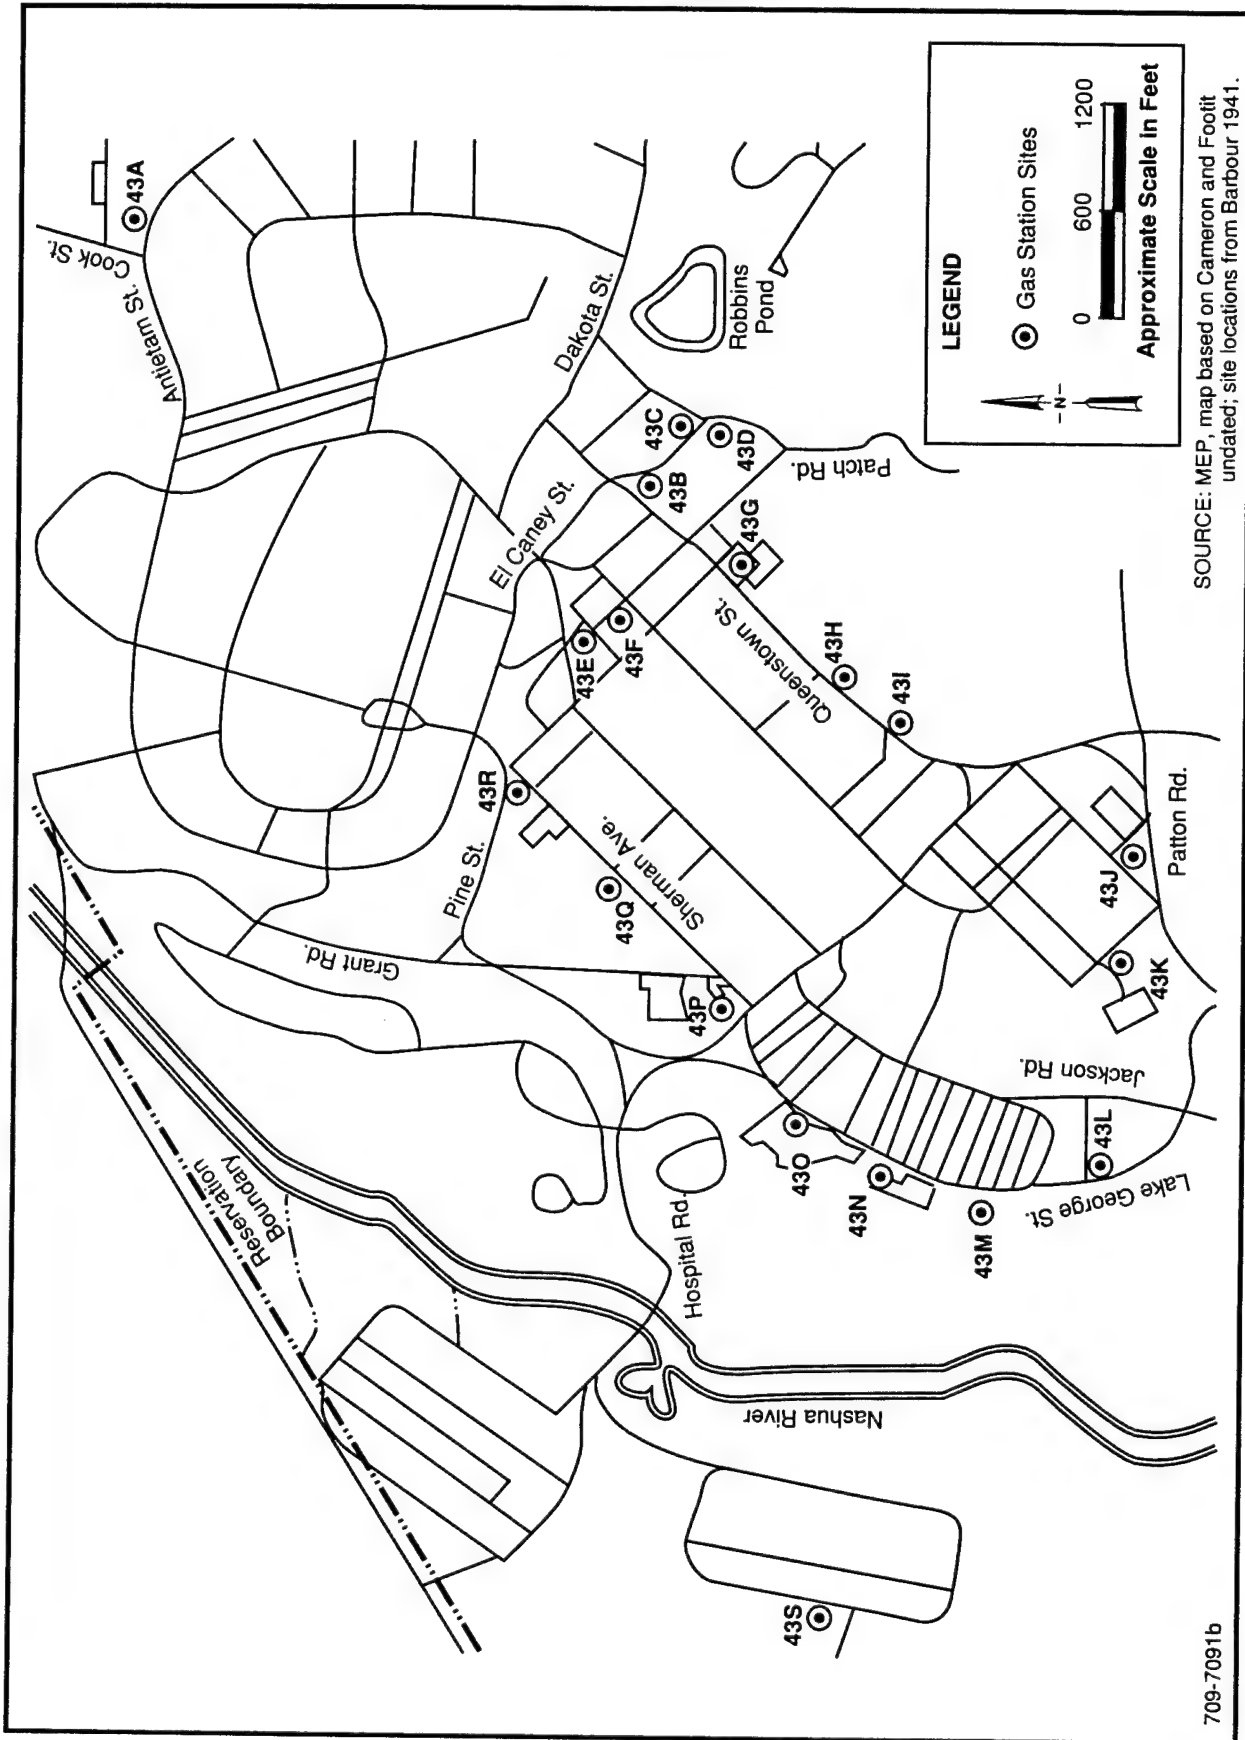 43A
Cook St.
Antietam St.
Dakota St.
Robbins
Pond
El Caney St.
43C
43D
43B
Patch Rd.
43G
43E
43F
Queenstown St.
43H
43I
43R
Pine St.
Sherman Ave.
43Q
Grant Rd.
43P
43J
Patton Rd.
43K
Jackson Rd.
43L
Lake George St.
43O
43N
43M
Hospital Rd.
Reservation
Boundary
Nashua River
43S
LEGEND
Gas Station Sites
-N-
0 600 1200
Approximate Scale in Feet
SOURCE: MEP, map based on Cameron and Footit
undated; site locations from Barbour 1941.
709-7091b